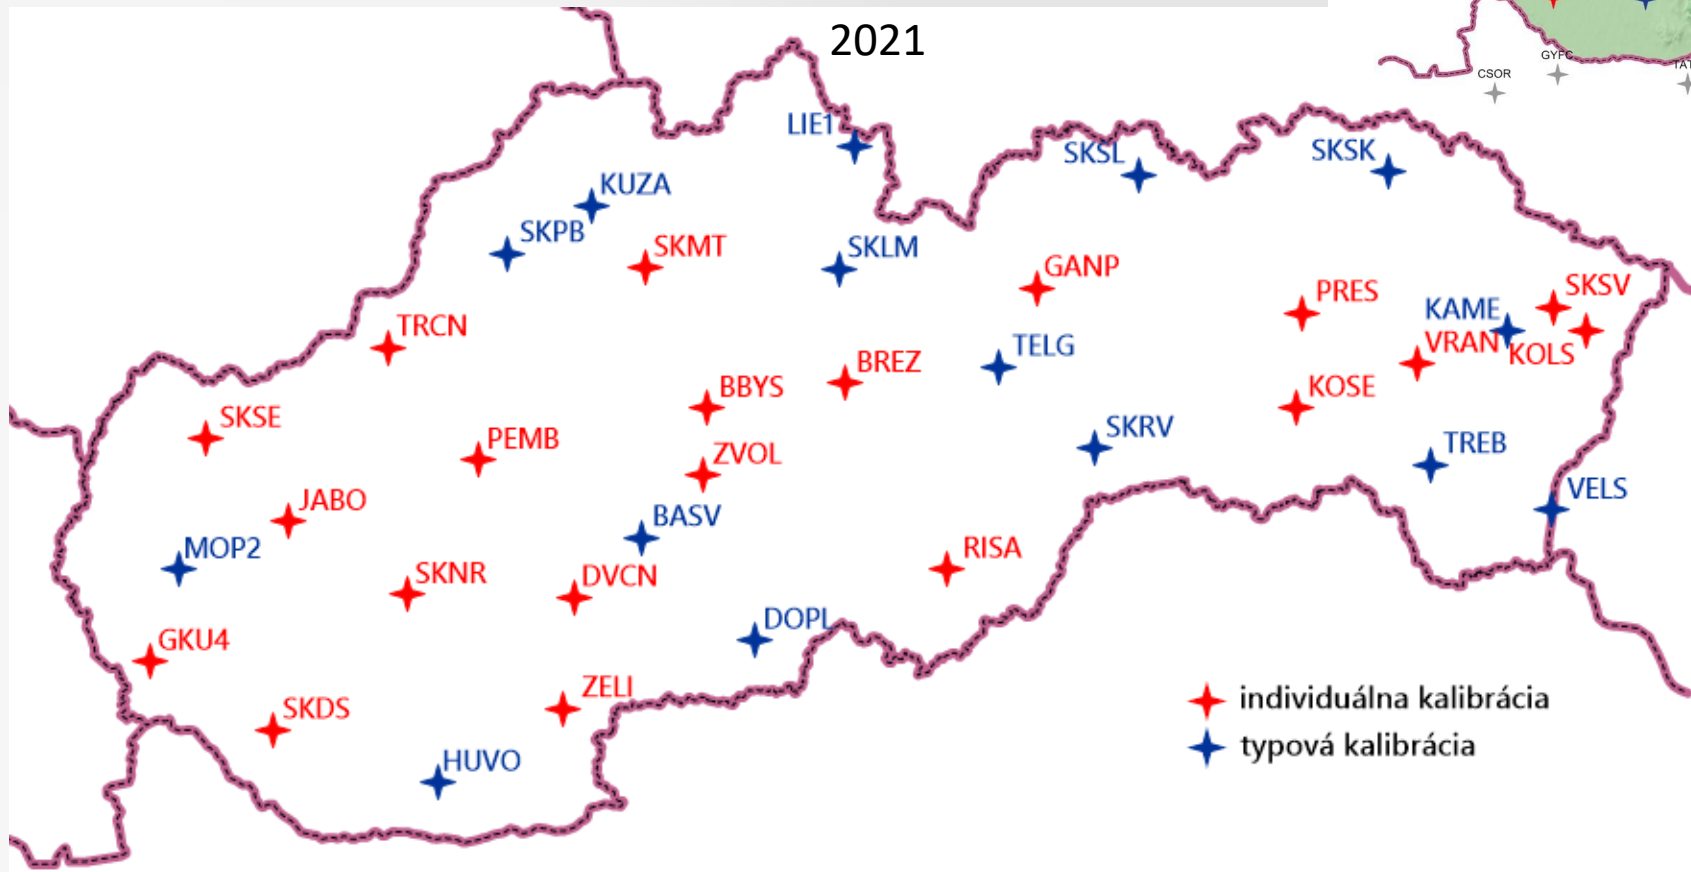 2021
GYFC
CSOR
LIE1
SKSL
SKSK
KUZA
SKPB
SKMT
SKLM
GANP
PRES
SKSV
KAME
TRCN
TELG
VRAN
KOLS
BREZ
BBYS
KOSE
SKSE
SKRV
PEMB
ZVOL
TREB
JABO
VELS
BASV
MOP2
RISA
SKNR
DVCN
DOPL
GKU4
ZELI
SKDS
HUVO
individuálna kalibrácia
typová kalibrácia